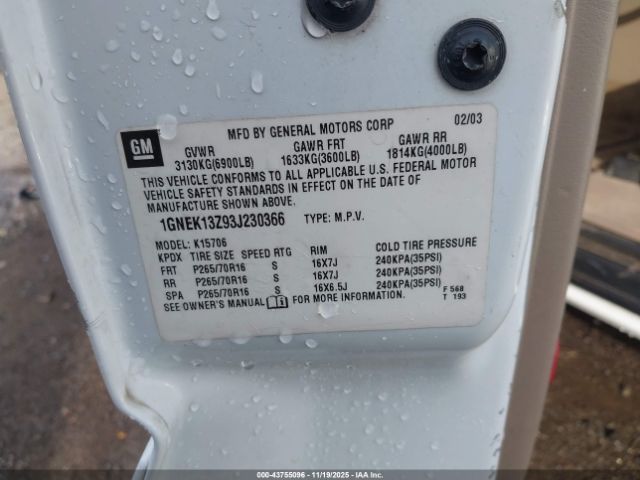 MFD BY GENERAL MOTORS CORP 02/03
GM
GVWR GAWR FRT GAWR RR
3130KG(6900LB) 1633KG(3600LB) 1814KG(4000LB)
THIS VEHICLE CONFORMS TO ALL APPLICABLE U.S. FEDERAL MOTOR
VEHICLE SAFETY STANDARDS IN EFFECT ON THE DATE OF
MANUFACTURE SHOWN ABOVE.
1GNEK13Z93J230366 TYPE: M.P.V.
MODEL: K15706
KPDX TIRE SIZE SPEED RTG RIM COLD TIRE PRESSURE
FRT P265/70R16 S 16X7J 240KPA(35PSI)
RR P265/70R16 S 16X7J 240KPA(35PSI)
SPA P265/70R16 S 16X6.5J 240KPA(35PSI)
SEE OWNER'S MANUAL FOR MORE INFORMATION.
F 568
T 193
000-43755096 - 11/19/2025 - IAAI.COM